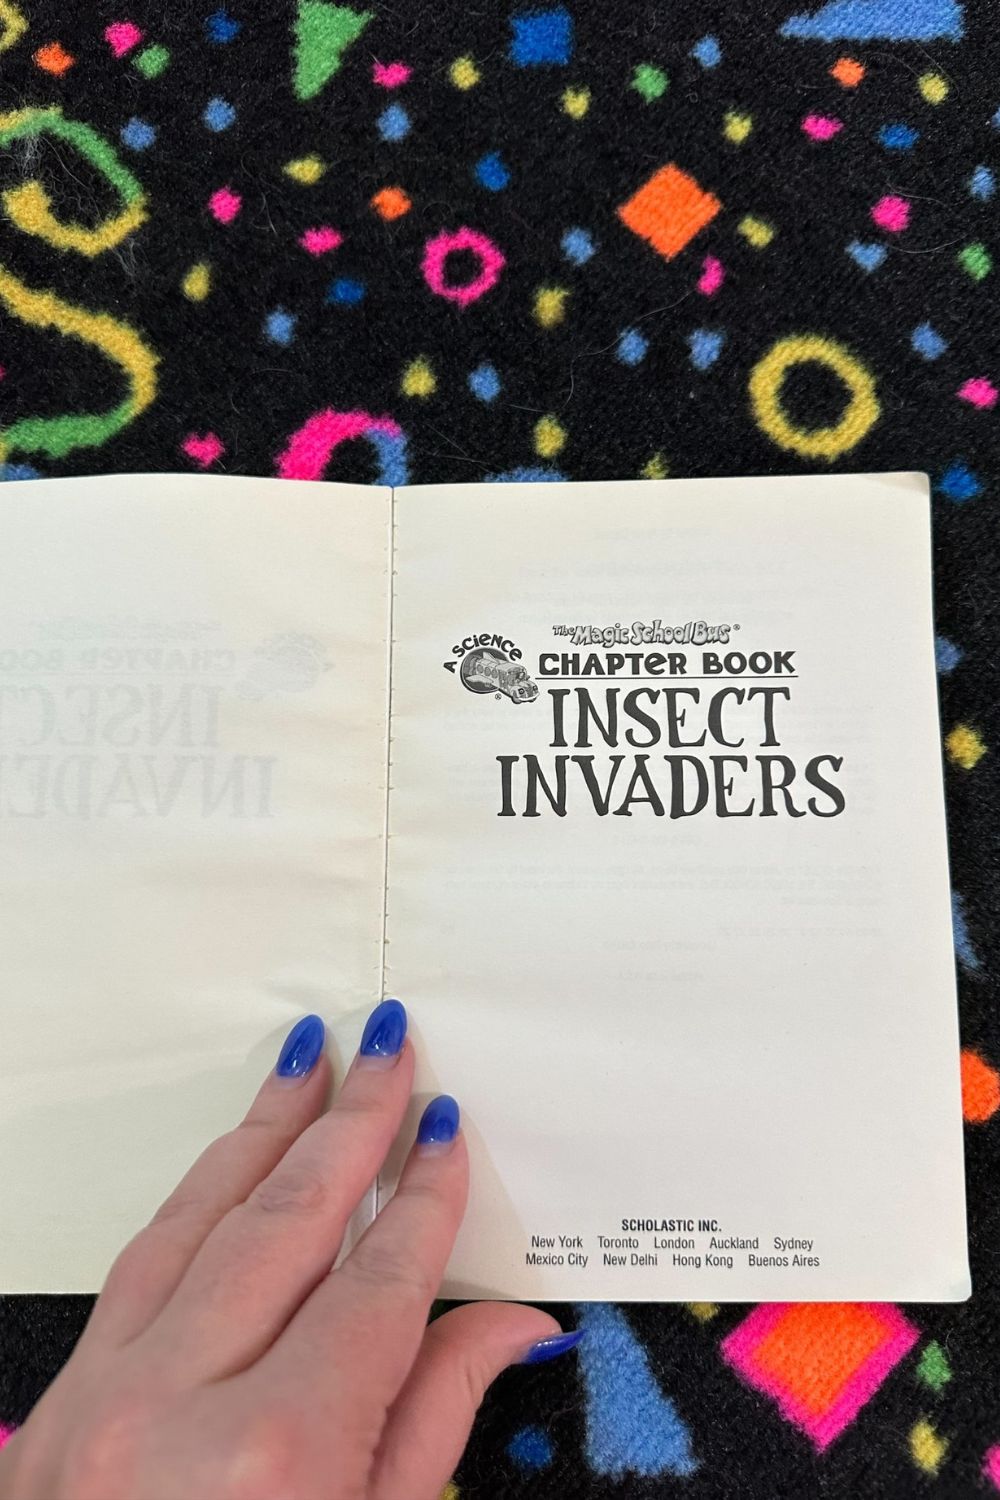 The Magic School Bus®
A SCIENCE
CHAPTER BOOK
®
INSECT
INVADERS
SCHOLASTIC INC.
New York Toronto London Auckland Sydney
Mexico City New Delhi Hong Kong Buenos Aires